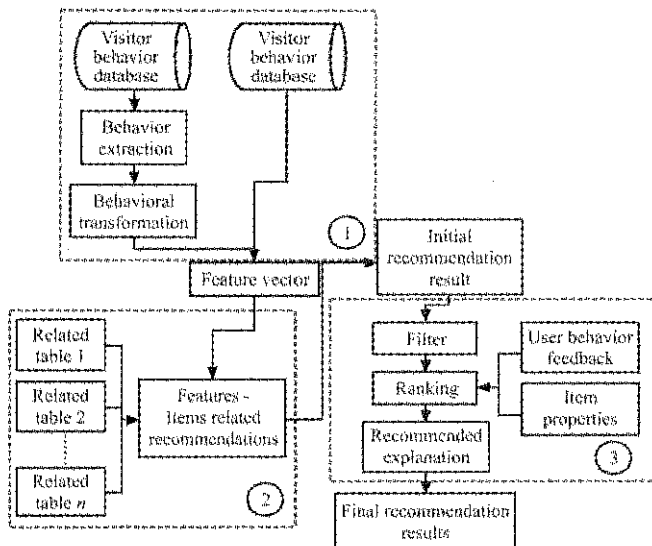 Visitor
behavior
database
Visitor
behavior
database
Behavior
extraction
Behavioral
transformation
1
Feature vector
Initial
recommendation
result
Related
table 1
Related
table 2
Related
table n
Features -
Items related
recommendations
2
Filter
Ranking
Recommended
explanation
User behavior
feedback
Item
properties
3
Final recommendation
results